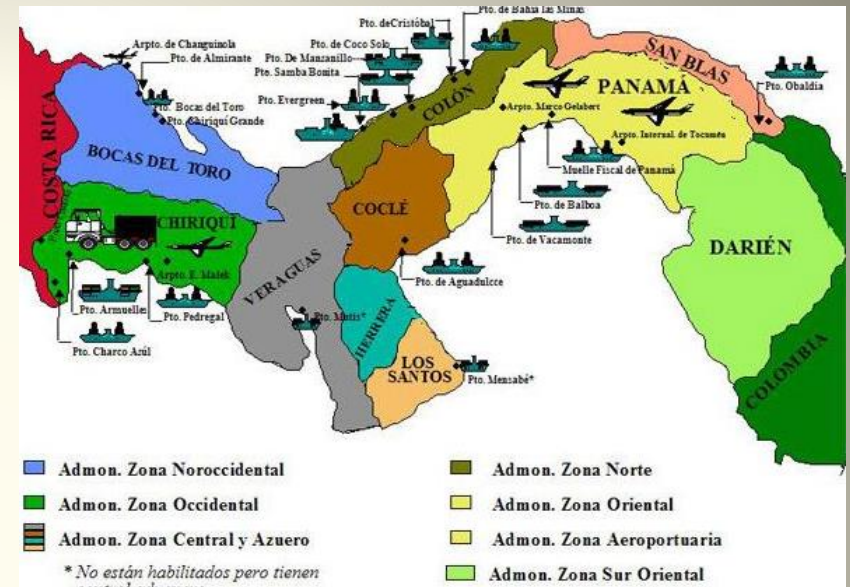 Pto. de Bahía las Minas
Pto. deCristóbal
Arpto. de Changuinola
Pto. de Almirante
Pto. de Coco Solo
Pto. De Manzanillo
Pto. Samba Bonita
Pto. Evergreen
Pto. Bocas del Toro
Pto. Chiriquí Grande
COLÓN
SAN BLAS
PANAMÁ
Pto. Obaldia
Arpto. Marco Gelabert
Arpto. Internal. de Tocumén
Muelle Fiscal de Panamá
Pto. de Balboa
Pto. de Vacamonte
COSTA RICA
BOCAS DEL TORO
CHIRIQUÍ
COCLÉ
VERAGUAS
DARIÉN
Arpto. E. Malek
Pto. de Aguadulcce
Pto. Armuelles
Pto. Pedregal
Pto. Mutis*
HERRERA
Pto. Charco Azúl
LOS
SANTOS
Pto. Mensabé*
COLOMBIA
Admon. Zona Noroccidental
Admon. Zona Occidental
Admon. Zona Central y Azuero
* No están habilitados pero tienen
Admon. Zona Norte
Admon. Zona Oriental
Admon. Zona Aeroportuaria
Admon. Zona Sur Oriental